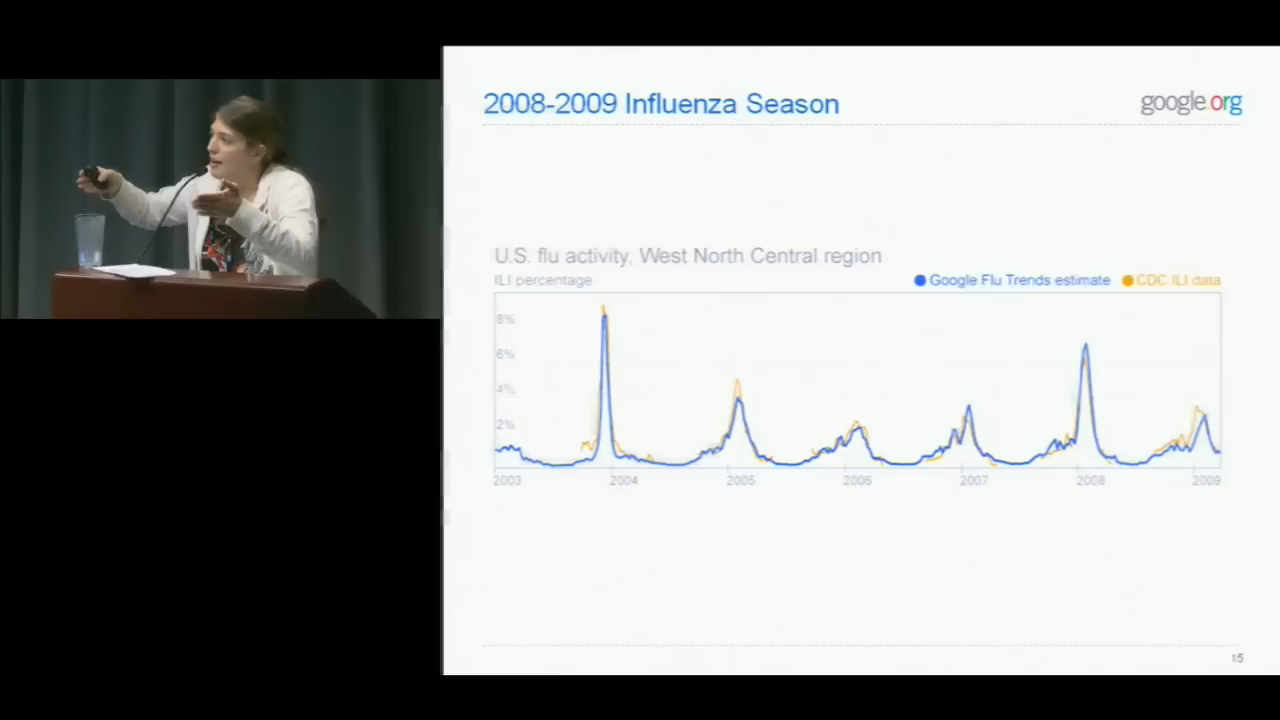 2008-2009 Influenza Season
google.org
U.S. flu activity, West North Central region
ILI percentage
Google Flu Trends estimate
CDC ILI data
8%
6%
4%
2%
2003 2004 2005 2006 2007 2008 2009
15